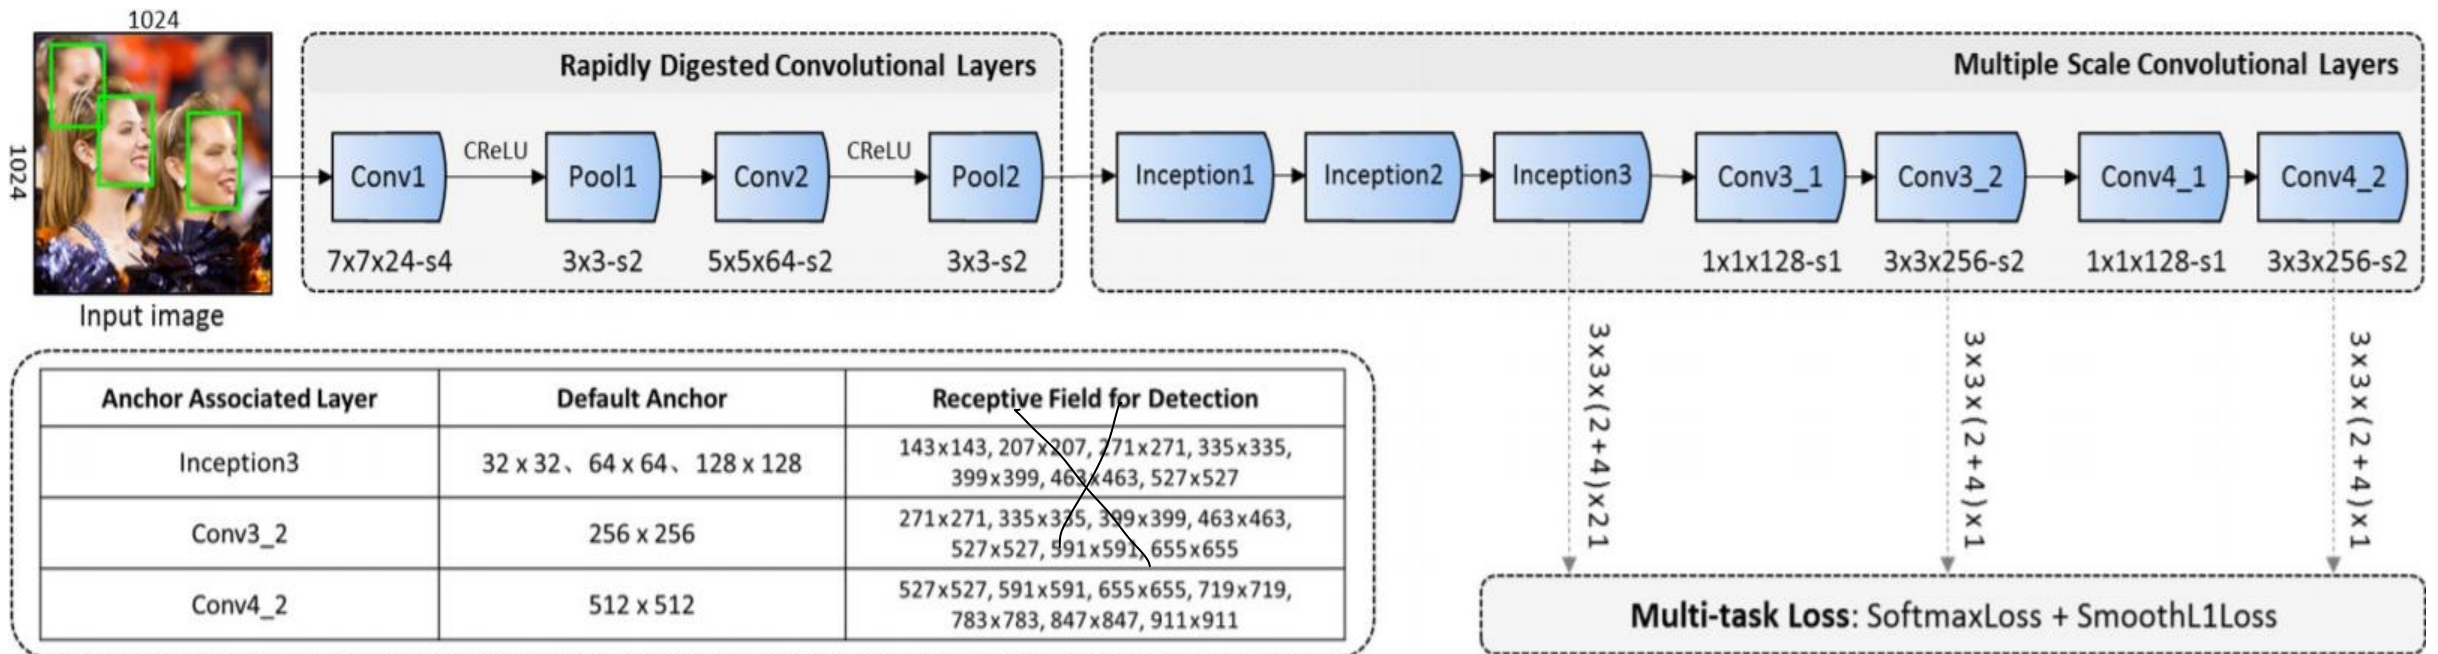 1024
1024
Input image
Rapidly Digested Convolutional Layers
Conv1
CReLU
Pool1
Conv2
CReLU
Pool2
7x7x24-s4
3x3-s2
5x5x64-s2
3x3-s2
Multiple Scale Convolutional Layers
Inception1
Inception2
Inception3
Conv3_1
Conv3_2
Conv4_1
Conv4_2
1x1x128-s1
3x3x256-s2
1x1x128-s1
3x3x256-s2
3x3x(2+4)x21
3x3x(2+4)x1
3x3x(2+4)x1
Anchor Associated Layer
Default Anchor
Receptive Field for Detection
Inception3
32 x 32、64 x 64、128 x 128
143x143, 207x207, 271x271, 335x335,
399x399, 463x463, 527x527
Conv3_2
256 x 256
271x271, 335x335, 399x399, 463x463,
527x527, 591x591, 655x655
Conv4_2
512 x 512
527x527, 591x591, 655x655, 719x719,
783x783, 847x847, 911x911
Multi-task Loss: SoftmaxLoss + SmoothL1Loss